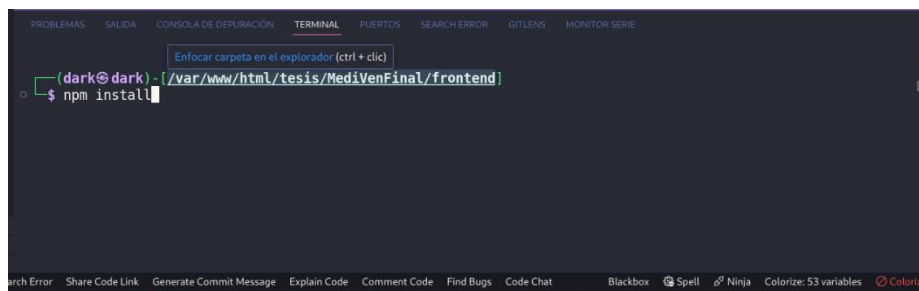 PROBLEMAS SALIDA CONSOLA DE DEPURACIÓN TERMINAL PUERTOS SEARCH ERROR GITLENS MONITOR SERIE
Enfocar carpeta en el explorador (ctrl + clic)
(dark㉿dark)-[/var/www/html/tesis/MediVenFinal/frontend]
$ npm install
arch Error Share Code Link Generate Commit Message Explain Code Comment Code Find Bugs Code Chat Blackbox Spell Ninja Colorize: 53 variables Colori